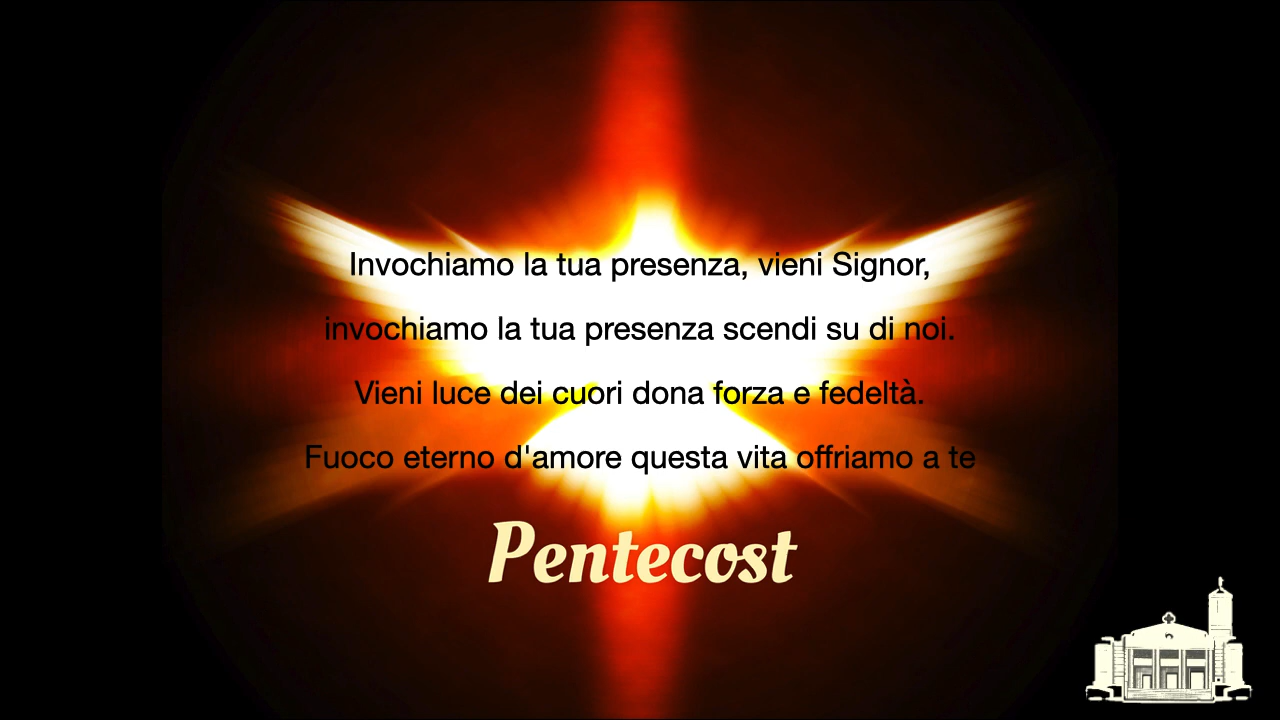 Invochiamo la tua presenza, vieni Signor,
invochiamo la tua presenza scendi su di noi.
Vieni luce dei cuori dona forza e fedeltà.
Fuoco eterno d'amore questa vita offriamo a te
Pentecost